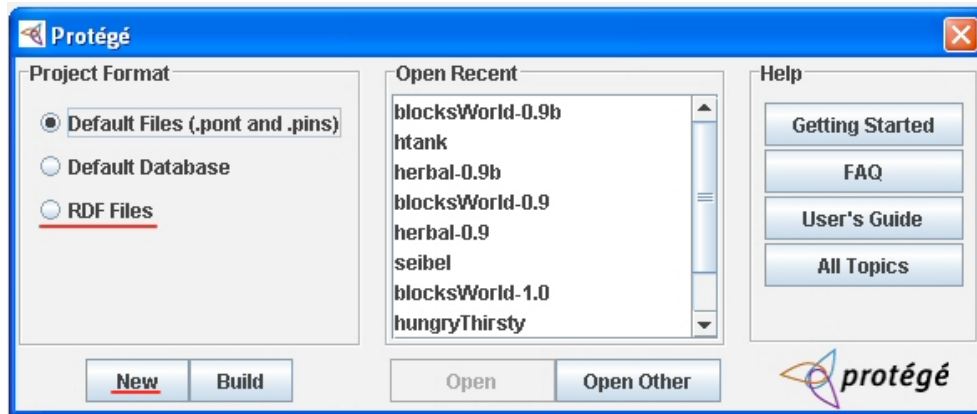 Protégé
Project Format
Default Files (.pont and .pins)
Default Database
RDF Files
New
Build
Open Recent
blocksWorld-0.9b
htank
herbal-0.9b
blocksWorld-0.9
herbal-0.9
seibel
blocksWorld-1.0
hungryThirsty
Open
Open Other
Help
Getting Started
FAQ
User's Guide
All Topics
protégé